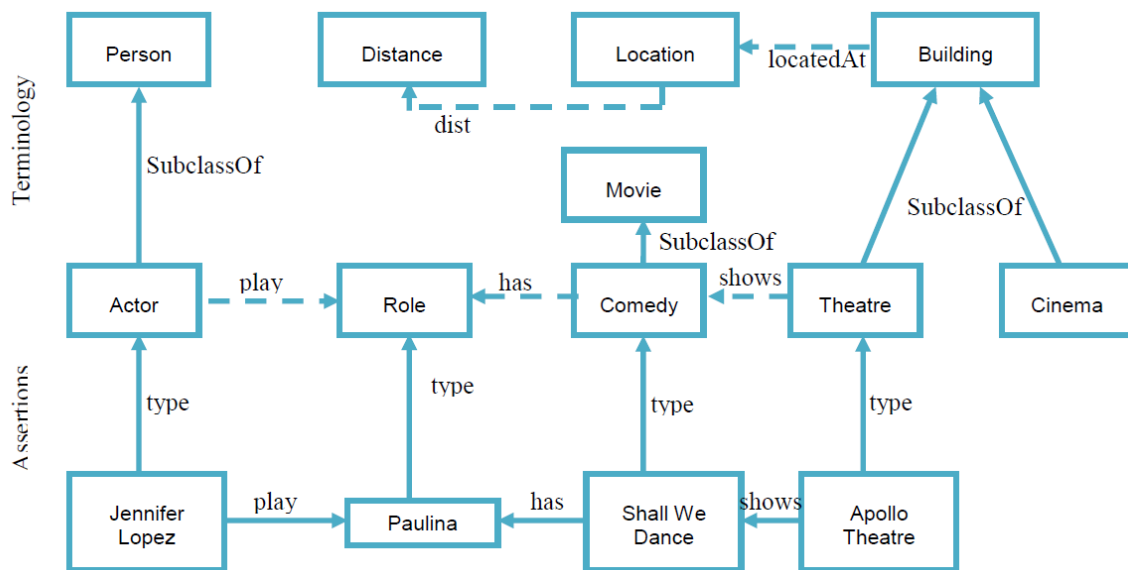 Terminology
Person
Distance
Location
locatedAt
Building
dist
SubclassOf
Movie
SubclassOf
SubclassOf
Actor
play
Role
has
Comedy
shows
Theatre
Cinema
Assertions
type
type
type
type
Jennifer
Lopez
play
Paulina
has
Shall We
Dance
shows
Apollo
Theatre